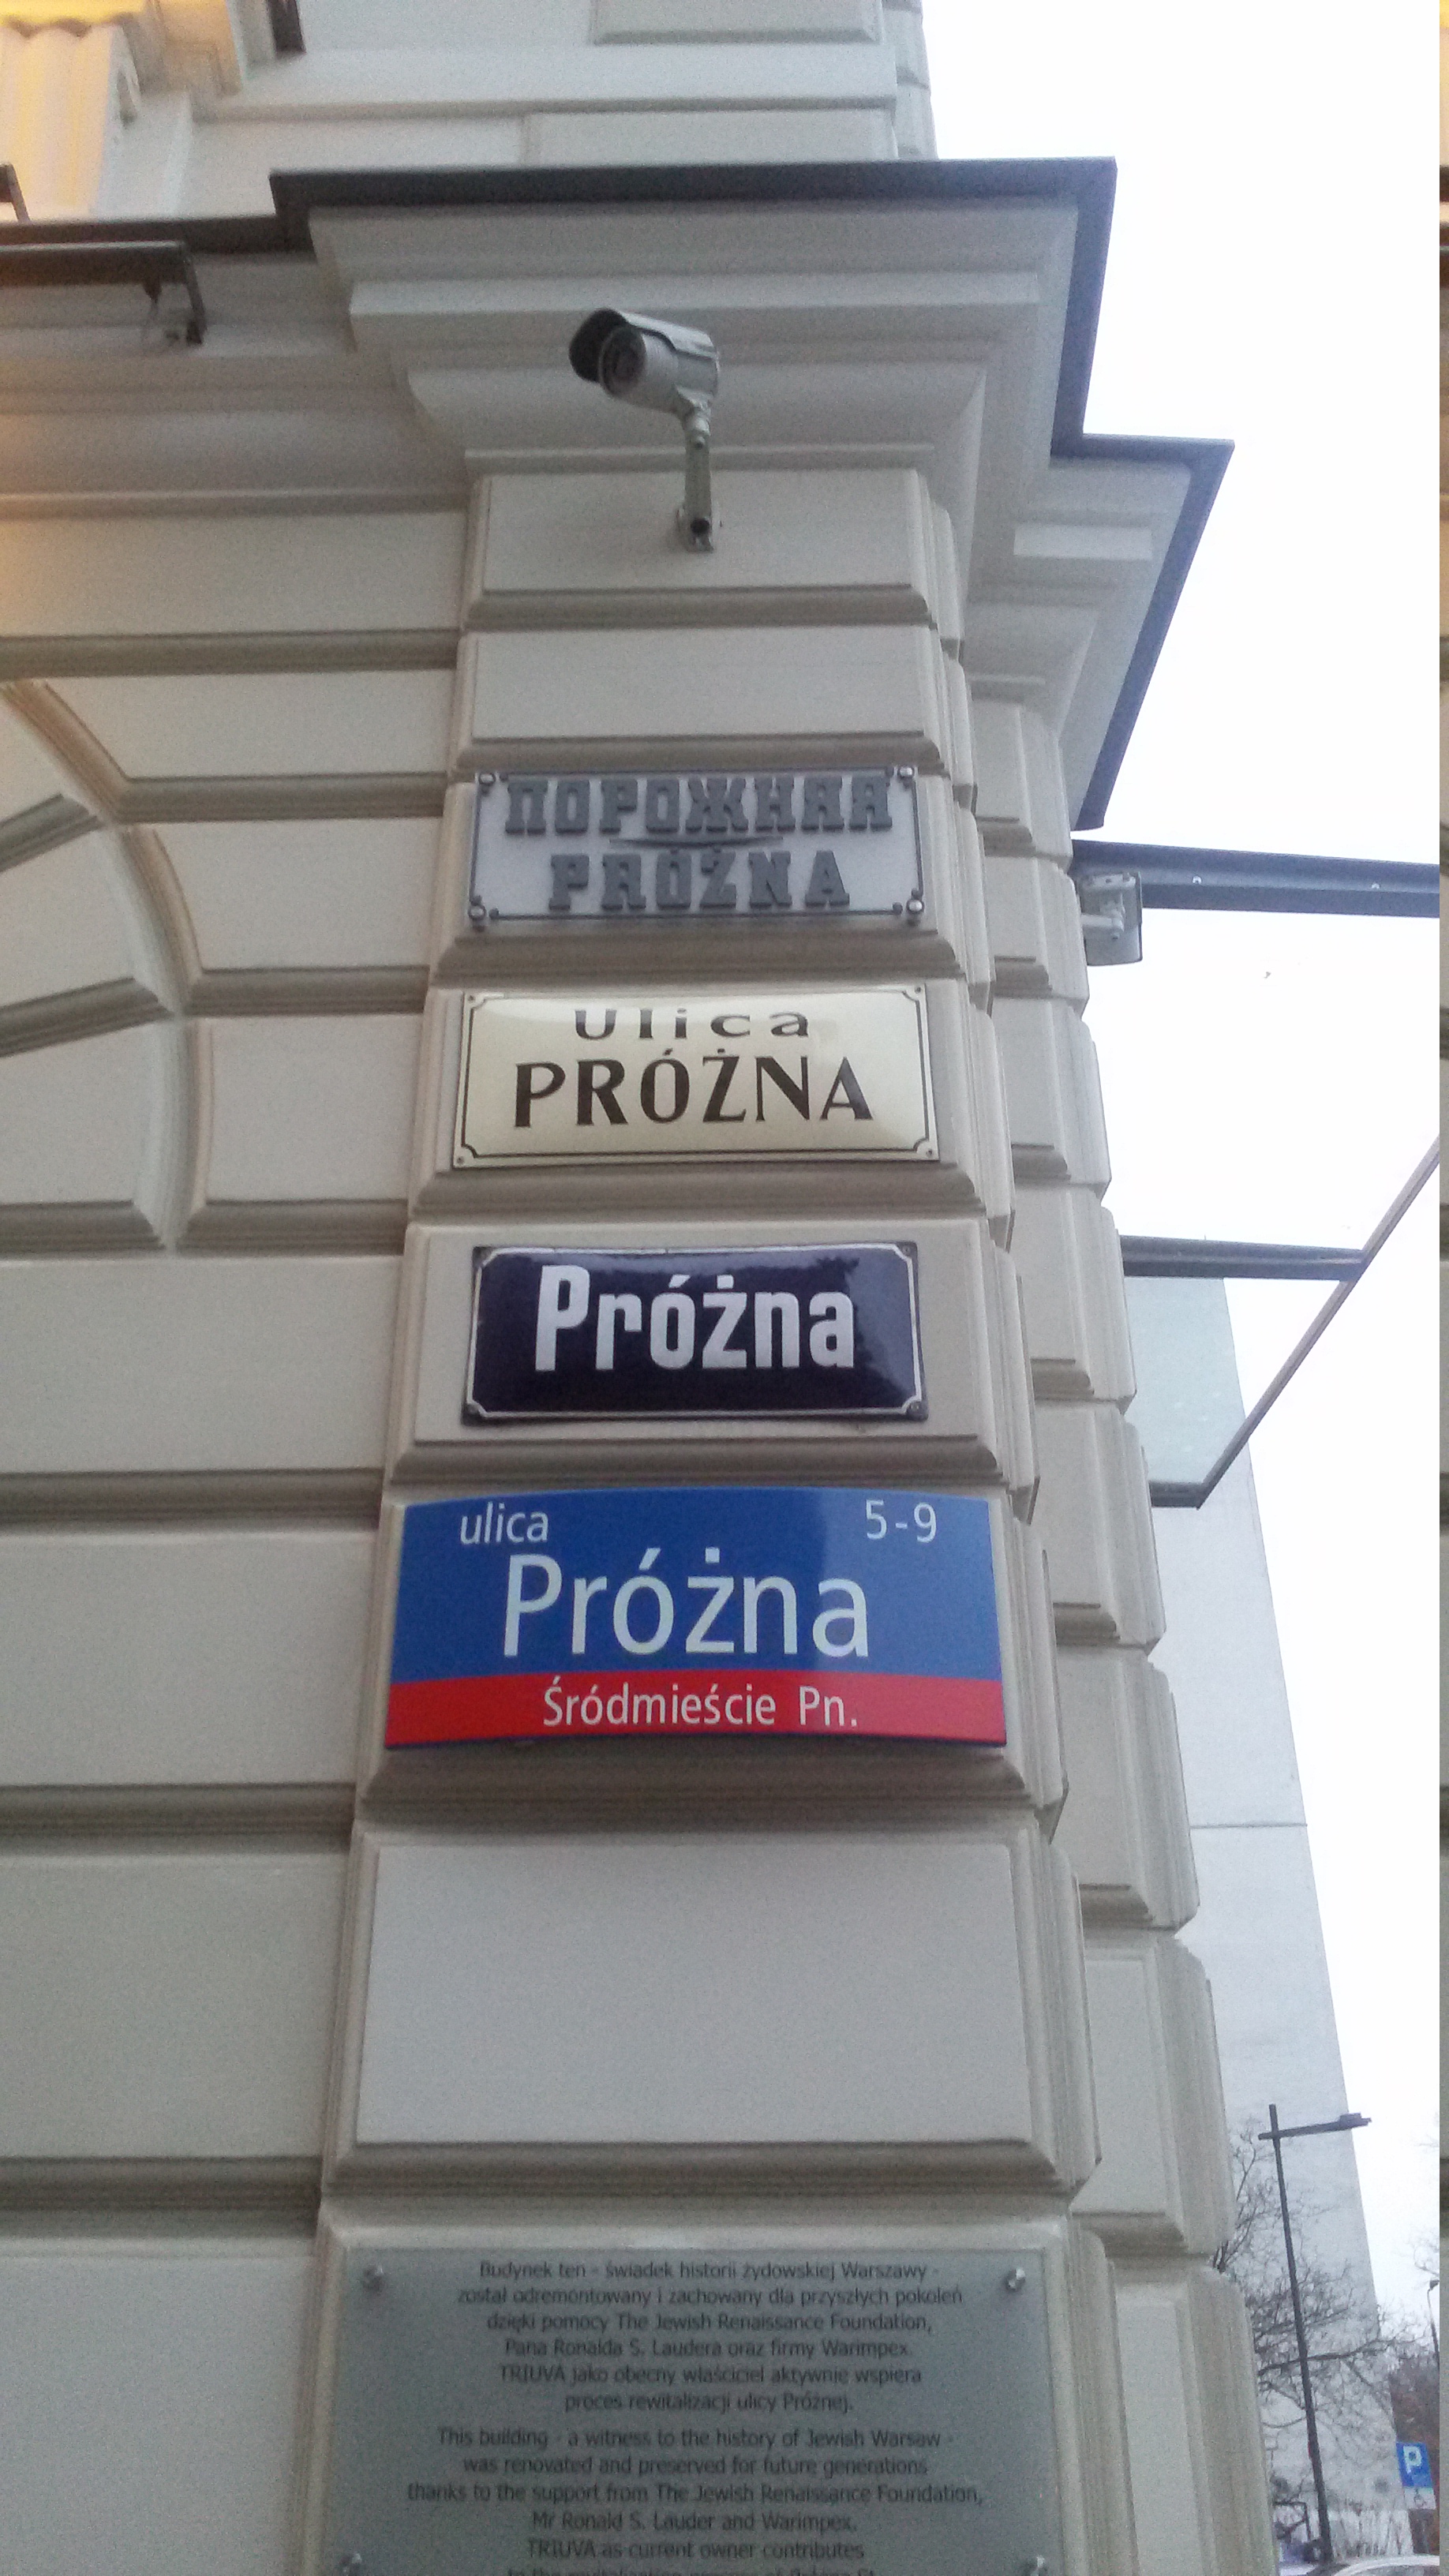 ПОРОЖНАЯ
PRÓŻNA
Ulica
PRÓŻNA
Próżna
ulica 5-9
Próżna
Śródmieście Pn.
Budynek ten - świadek historii żydowskiej Warszawy -
został odremontowany i zachowany dla przyszłych pokoleń
dzięki pomocy The Jewish Renaissance Foundation,
Pana Ronalda S. Laudera oraz firmy Warimpex.
TRIUVA jako obecny właściciel aktywnie wspiera
proces rewitalizacji ulicy Próżnej.
This building - a witness to the history of Jewish Warsaw -
was renovated and preserved for future generations
thanks to the support from The Jewish Renaissance Foundation,
Mr Ronald S. Lauder and Warimpex.
TRIUVA as current owner contributes
P